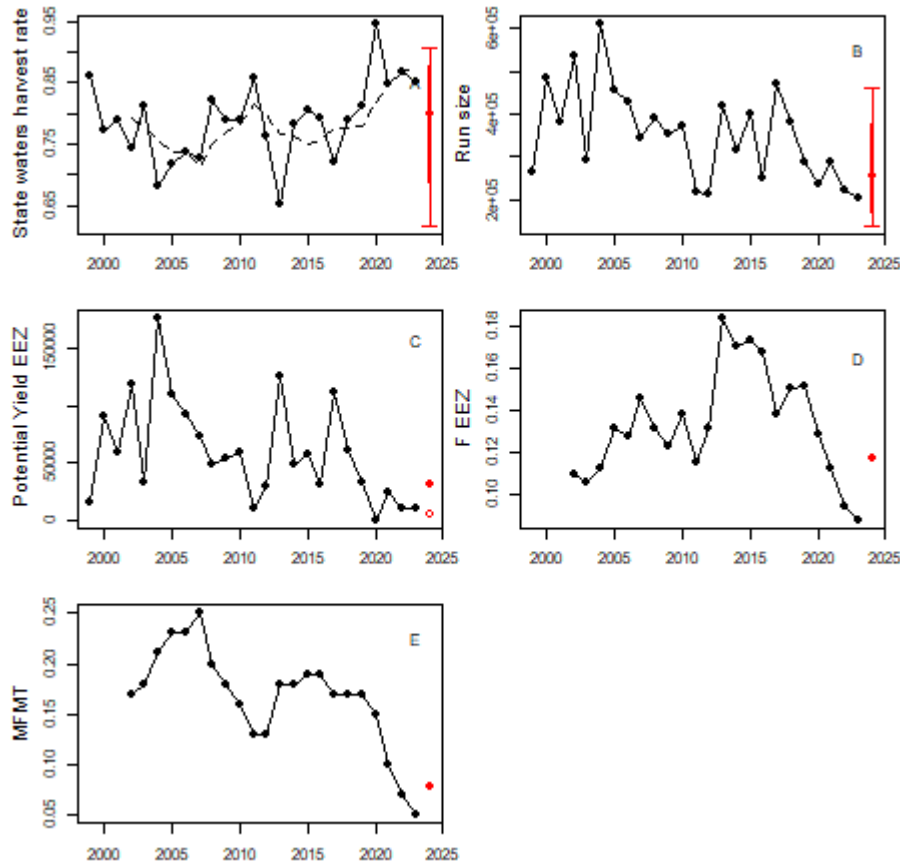 State waters harvest rate
0.65 0.75 0.85 0.95
A
2000 2005 2010 2015 2020 2025
Run size
2e+05 4e+05 6e+05
B
2000 2005 2010 2015 2020 2025
Potential Yield EEZ
0 50000 150000
C
2000 2005 2010 2015 2020 2025
F EEZ
0.10 0.12 0.14 0.16 0.18
D
2000 2005 2010 2015 2020 2025
MFMT
0.05 0.10 0.15 0.20 0.25
E
2000 2005 2010 2015 2020 2025